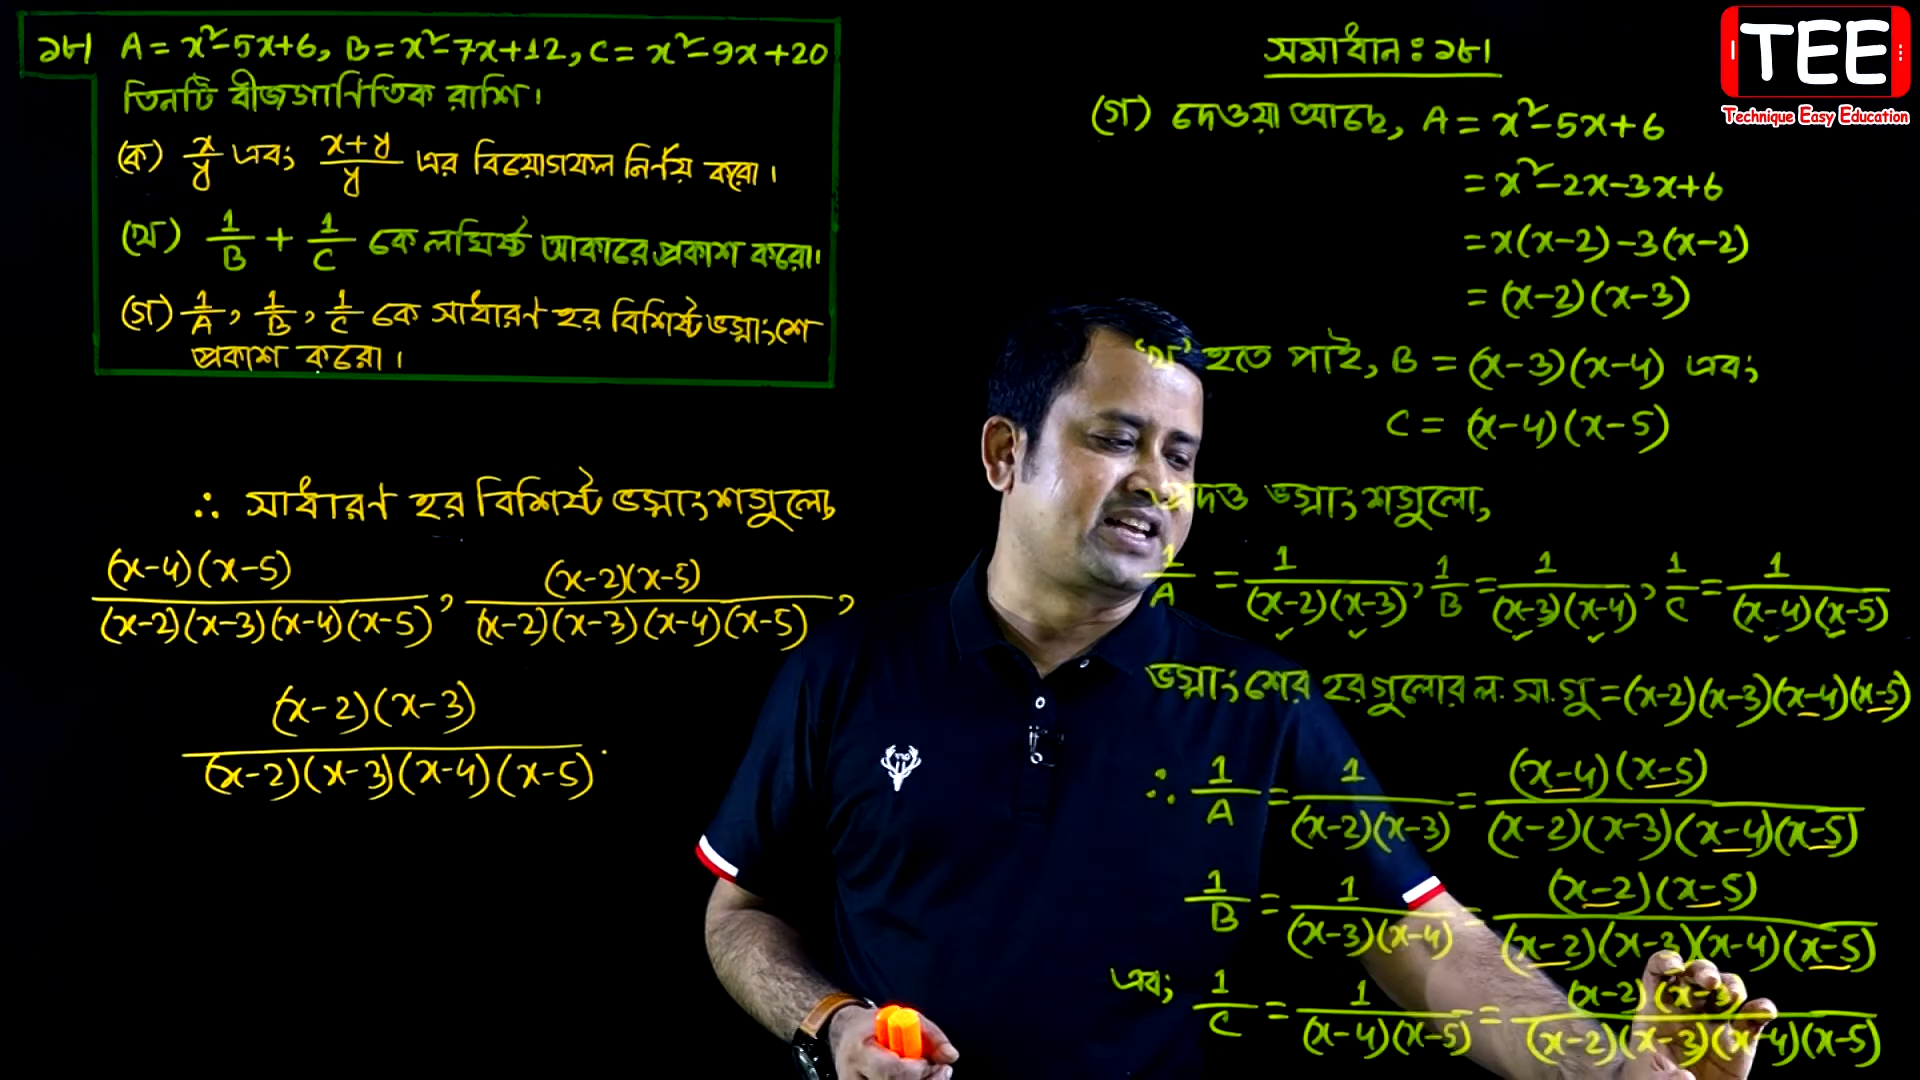 ১৮। A = x²-5x+6, B = x²-7x+12, C = x²-9x+20
তিনটি বীজগাণিতিক রাশি।
(ক) x/y এবং (x+y)/y এর বিয়োগফল নির্ণয় করো।
(খ) 1/B + 1/C কে লঘিষ্ঠ আকারে প্রকাশ করো।
(গ) 1/A, 1/B, 1/C কে সাধারণ হর বিশিষ্ট ভগ্নাংশে
প্রকাশ করো।
∴ সাধারণ হর বিশিষ্ট ভগ্নাংশগুলো,
(x-4)(x-5)/(x-2)(x-3)(x-4)(x-5), (x-2)(x-5)/(x-2)(x-3)(x-4)(x-5),
(x-2)(x-3)/(x-2)(x-3)(x-4)(x-5).
সমাধান: ১৮।
(গ) দেওয়া আছে, A = x²-5x+6
= x²-2x-3x+6
= x(x-2)-3(x-2)
= (x-2)(x-3)
'খ' হতে পাই, B = (x-3)(x-4) এবং
C = (x-4)(x-5)
ভগ্নাংশগুলো,
1/A = 1/(x-2)(x-3), 1/B = 1/(x-3)(x-4), 1/C = 1/(x-4)(x-5)
ভগ্নাংশের হরগুলোর ল. সা. গু = (x-2)(x-3)(x-4)(x-5)
∴ 1/A = 1/(x-2)(x-3) = (x-4)(x-5)/(x-2)(x-3)(x-4)(x-5)
1/B = 1/(x-3)(x-4) = (x-2)(x-5)/(x-2)(x-3)(x-4)(x-5)
এবং 1/C = 1/(x-4)(x-5) = (x-2)(x-3)/(x-2)(x-3)(x-4)(x-5)
TEE
Technique Easy Education